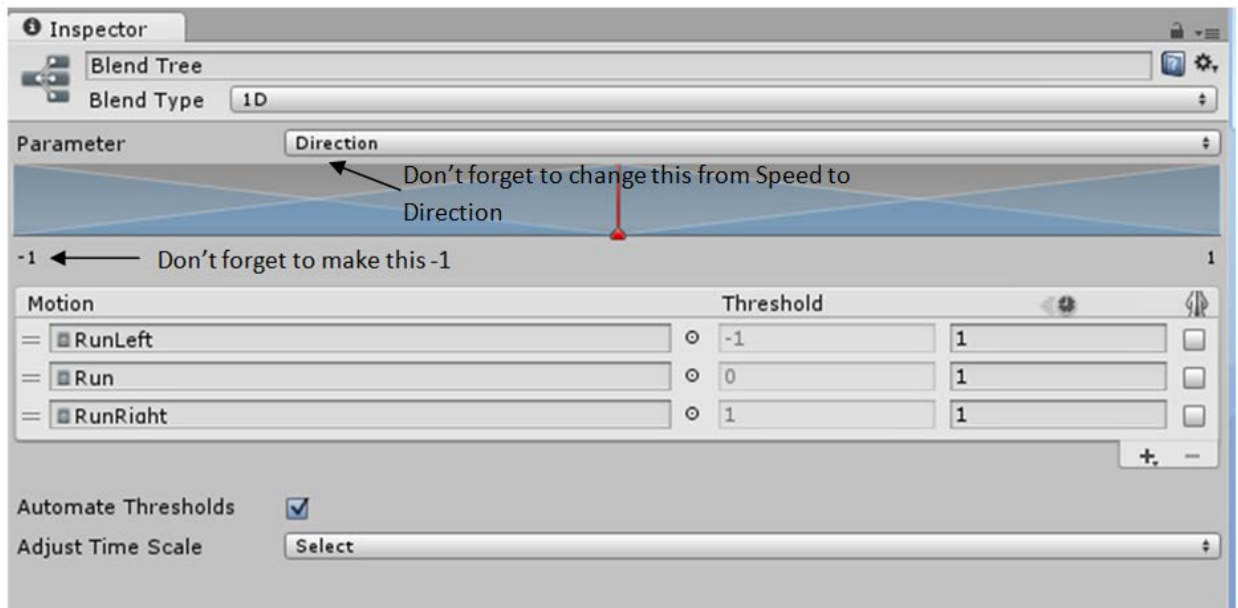 Inspector
Blend Tree
Blend Type 1D
Parameter Direction
Don't forget to change this from Speed to
Direction
-1 Don't forget to make this -1 1
Motion Threshold
RunLeft -1 1
Run 0 1
RunRight 1 1
Automate Thresholds
Adjust Time Scale Select